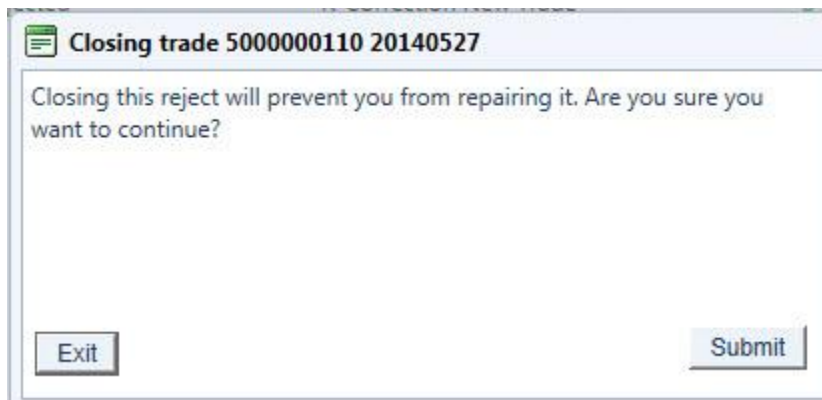 Closing trade 5000000110 20140527
Closing this reject will prevent you from repairing it. Are you sure you
want to continue?
Exit
Submit